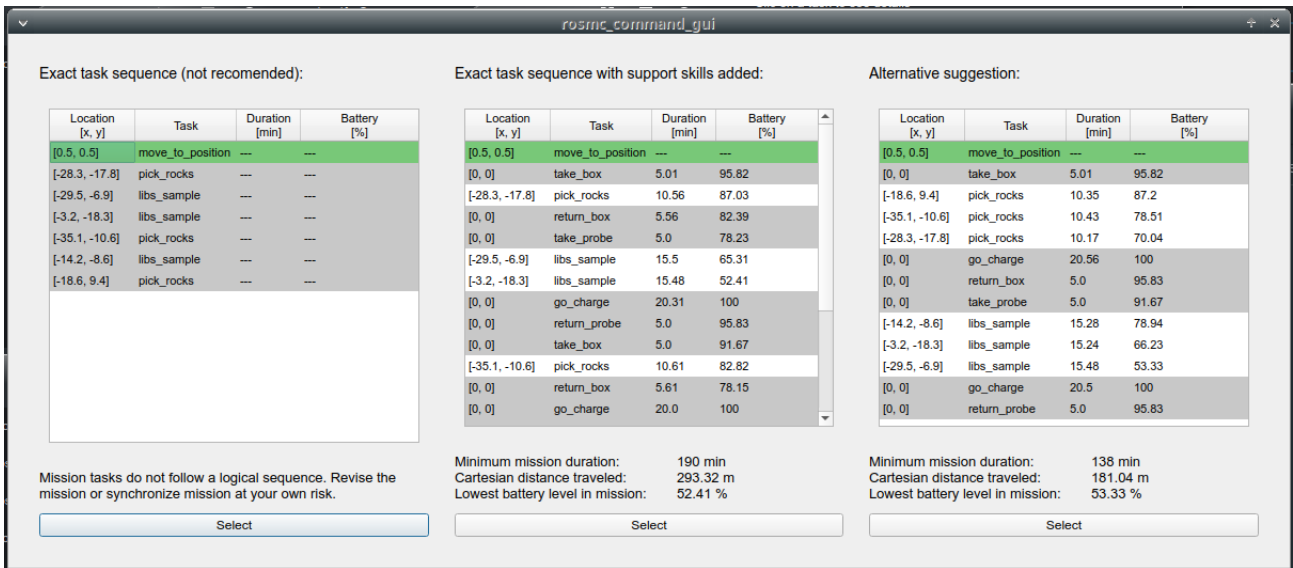 rosmc_command_gui
Exact task sequence (not recomended):
Location [x, y] Task Duration [min] Battery [%]
[0.5, 0.5] move_to_position --- ---
[-28.3, -17.8] pick_rocks --- ---
[-29.5, -6.9] libs_sample --- ---
[-3.2, -18.3] libs_sample --- ---
[-35.1, -10.6] pick_rocks --- ---
[-14.2, -8.6] libs_sample --- ---
[-18.6, 9.4] pick_rocks --- ---
Mission tasks do not follow a logical sequence. Revise the
mission or synchronize mission at your own risk.
Select
Exact task sequence with support skills added:
Location [x, y] Task Duration [min] Battery [%]
[0.5, 0.5] move_to_position --- ---
[0, 0] take_box 5.01 95.82
[-28.3, -17.8] pick_rocks 10.56 87.03
[0, 0] return_box 5.56 82.39
[0, 0] take_probe 5.0 78.23
[-29.5, -6.9] libs_sample 15.5 65.31
[-3.2, -18.3] libs_sample 15.48 52.41
[0, 0] go_charge 20.31 100
[0, 0] return_probe 5.0 95.83
[0, 0] take_box 5.0 91.67
[-35.1, -10.6] pick_rocks 10.61 82.82
[0, 0] return_box 5.61 78.15
[0, 0] go_charge 20.0 100
Minimum mission duration: 190 min
Cartesian distance traveled: 293.32 m
Lowest battery level in mission: 52.41 %
Select
Alternative suggestion:
Location [x, y] Task Duration [min] Battery [%]
[0.5, 0.5] move_to_position --- ---
[0, 0] take_box 5.01 95.82
[-18.6, 9.4] pick_rocks 10.35 87.2
[-35.1, -10.6] pick_rocks 10.43 78.51
[-28.3, -17.8] pick_rocks 10.17 70.04
[0, 0] go_charge 20.56 100
[0, 0] return_box 5.0 95.83
[0, 0] take_probe 5.0 91.67
[-14.2, -8.6] libs_sample 15.28 78.94
[-3.2, -18.3] libs_sample 15.24 66.23
[-29.5, -6.9] libs_sample 15.48 53.33
[0, 0] go_charge 20.5 100
[0, 0] return_probe 5.0 95.83
Minimum mission duration: 138 min
Cartesian distance traveled: 181.04 m
Lowest battery level in mission: 53.33 %
Select